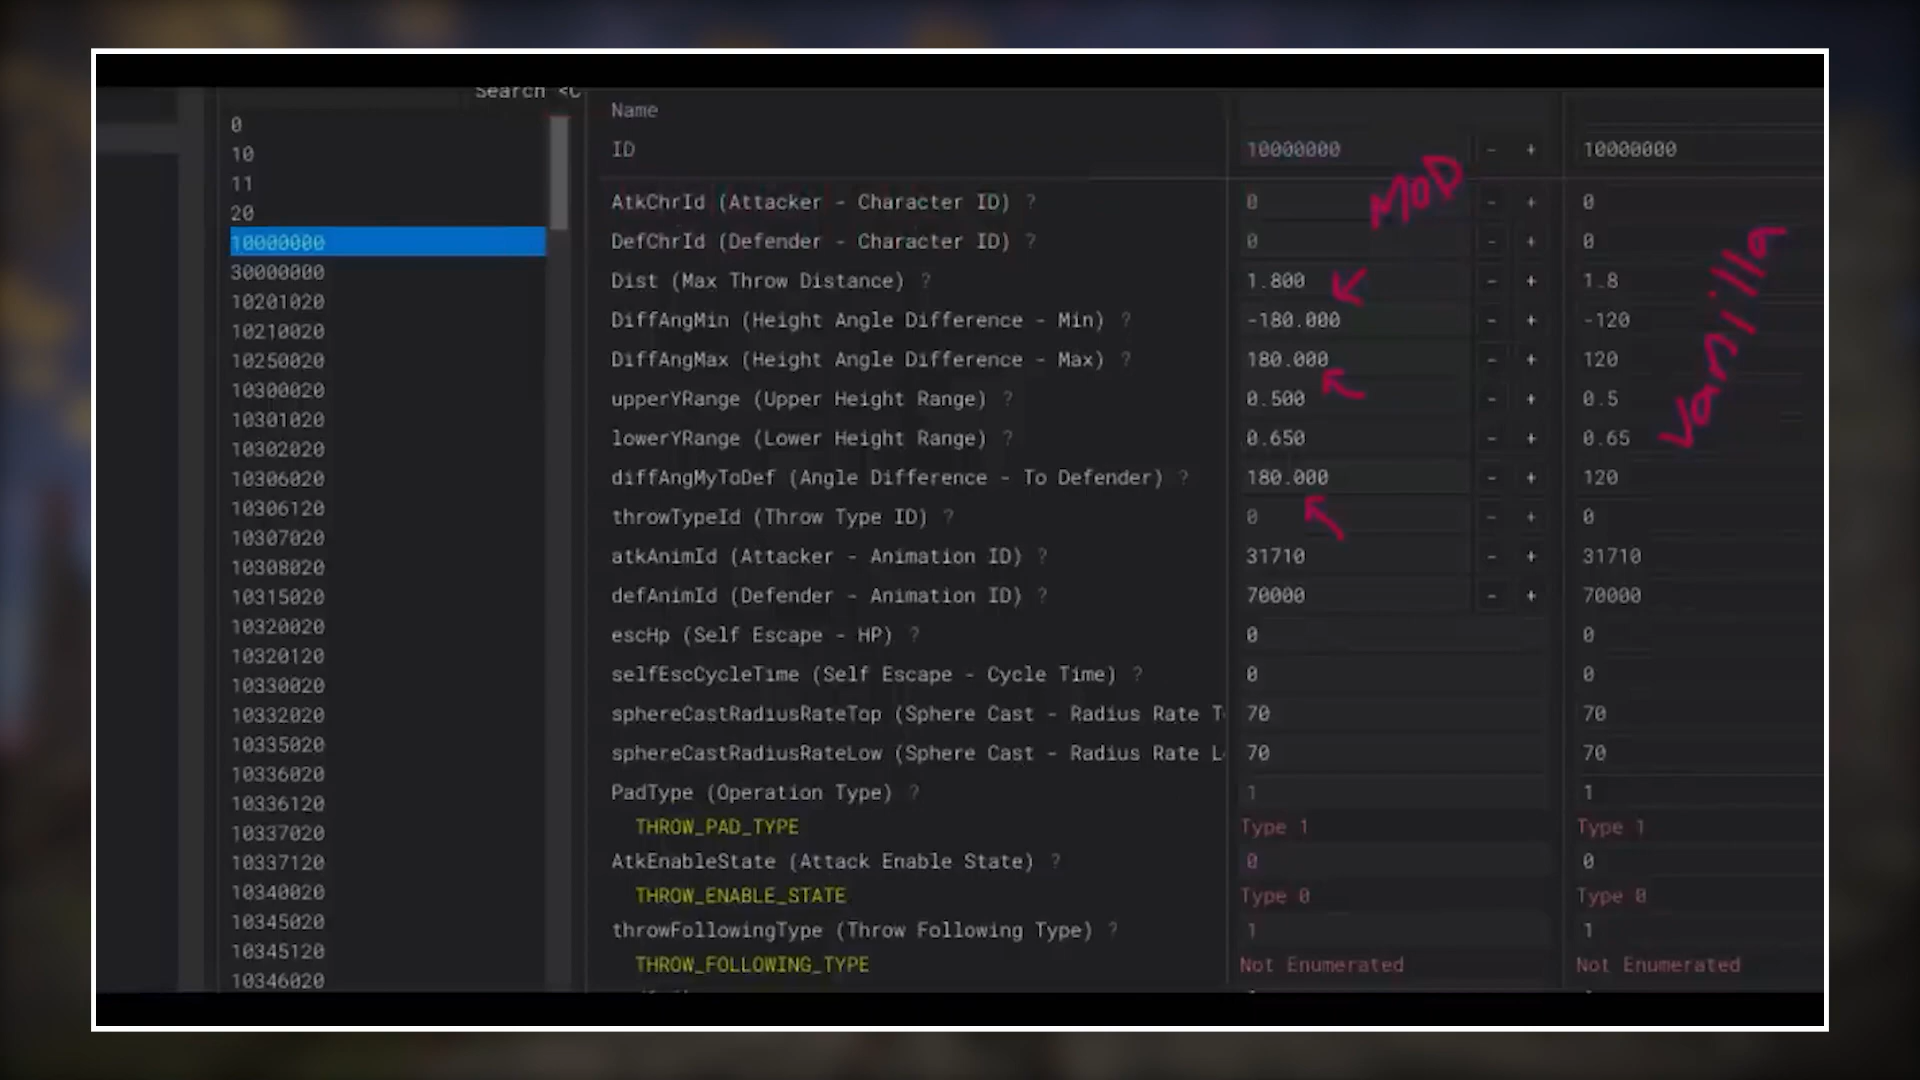 Search <C
0
10
11
20
10000000
30000000
10201020
10210020
10250020
10300020
10301020
10302020
10306020
10306120
10307020
10308020
10315020
10320020
10320120
10330020
10332020
10335020
10336020
10336120
10337020
10337120
10340020
10345020
10345120
10346020
Name
ID 10000000 - + 10000000
AtkChrId (Attacker - Character ID) ? 0 - + 0
DefChrId (Defender - Character ID) ? 0 - + 0
Dist (Max Throw Distance) ? 1.800 - + 1.8
DiffAngMin (Height Angle Difference - Min) ? -180.000 - + -120
DiffAngMax (Height Angle Difference - Max) ? 180.000 - + 120
upperYRange (Upper Height Range) ? 0.500 - + 0.5
lowerYRange (Lower Height Range) ? 0.650 - + 0.65
diffAngMyToDef (Angle Difference - To Defender) ? 180.000 - + 120
throwTypeId (Throw Type ID) ? 0 - + 0
atkAnimId (Attacker - Animation ID) ? 31710 - + 31710
defAnimId (Defender - Animation ID) ? 70000 - + 70000
escHp (Self Escape - HP) ? 0 0
selfEscCycleTime (Self Escape - Cycle Time) ? 0 0
sphereCastRadiusRateTop (Sphere Cast - Radius Rate T 70 70
sphereCastRadiusRateLow (Sphere Cast - Radius Rate L 70 70
PadType (Operation Type) ? 1 1
THROW_PAD_TYPE Type 1 Type 1
AtkEnableState (Attack Enable State) ? 0 0
THROW_ENABLE_STATE Type 0 Type 0
throwFollowingType (Throw Following Type) ? 1 1
THROW_FOLLOWING_TYPE Not Enumerated Not Enumerated
MOD
Vanilla